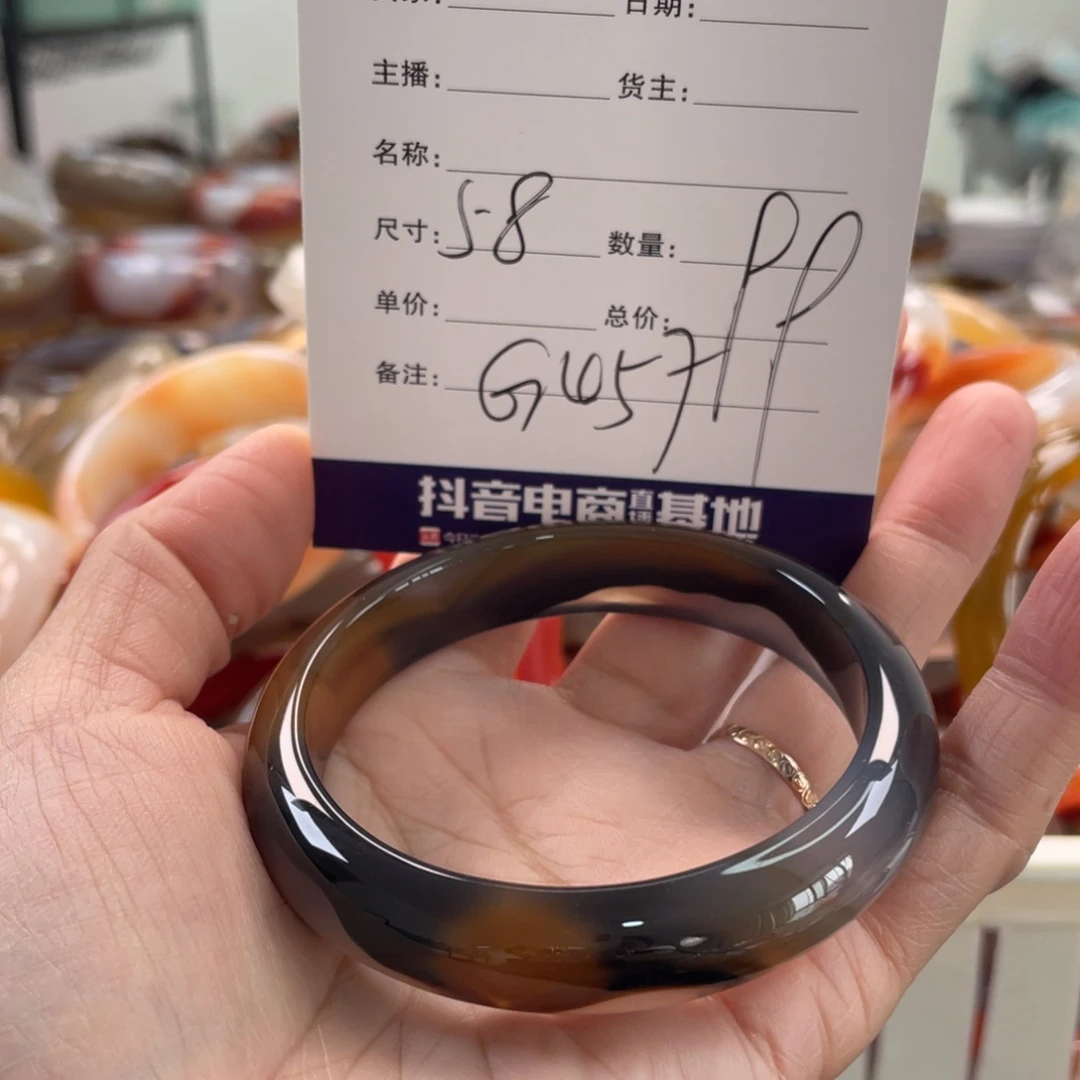 日期:
主播: 货主:
名称:
尺寸: 58 数量:
单价: 总价: PP
备注: G1657
抖音电商直播基地